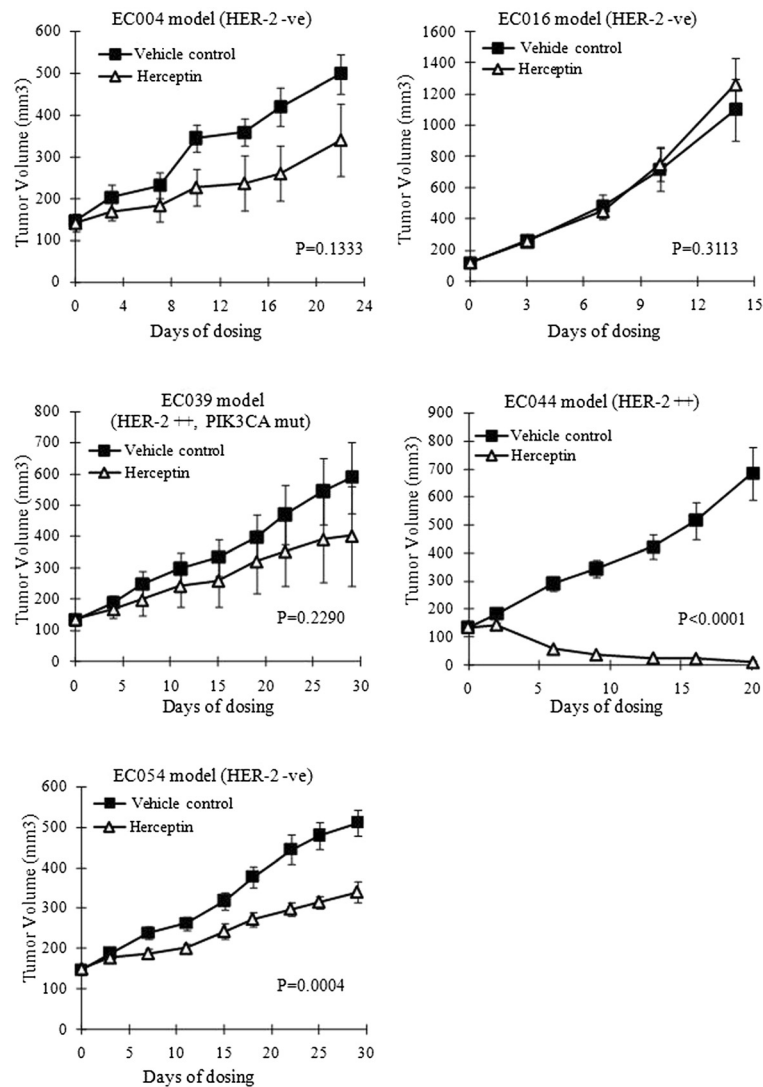 EC004 model (HER-2 -ve)
600
500
400
300
200
100
0
Tumor Volume (mm3)
Vehicle control
Herceptin
P=0.1333
0 4 8 12 16 20 24
Days of dosing
EC016 model (HER-2 -ve)
1600
1400
1200
1000
800
600
400
200
0
Tumor Volume (mm3)
Vehicle control
Herceptin
P=0.3113
0 3 6 9 12 15
Days of dosing
EC039 model
(HER-2 ++, PIK3CA mut)
800
700
600
500
400
300
200
100
0
Tumor Volume (mm3)
Vehicle control
Herceptin
P=0.2290
0 5 10 15 20 25 30
Days of dosing
EC044 model (HER-2 ++)
900
800
700
600
500
400
300
200
100
0
Tumor Volume (mm3)
Vehicle control
Herceptin
P<0.0001
0 5 10 15 20
Days of dosing
EC054 model (HER-2 -ve)
600
500
400
300
200
100
0
Tumor Volume (mm3)
Vehicle control
Herceptin
P=0.0004
0 5 10 15 20 25 30
Days of dosing